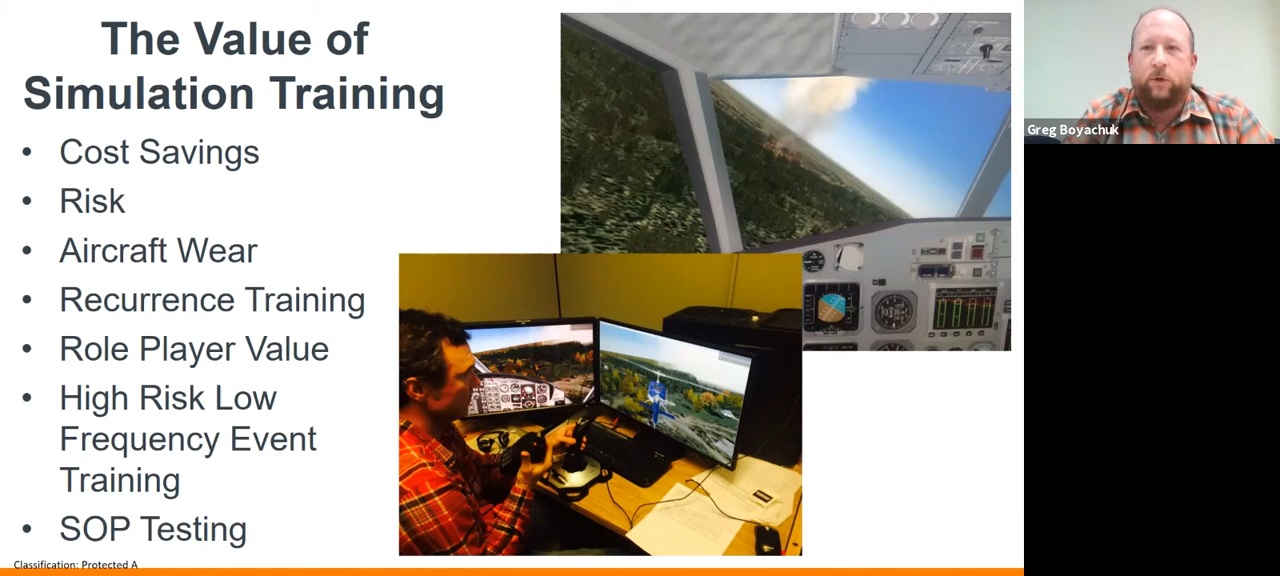 The Value of
Simulation Training
• Cost Savings
• Risk
• Aircraft Wear
• Recurrence Training
• Role Player Value
• High Risk Low
Frequency Event
Training
• SOP Testing
Classification: Protected A
Greg Boyachuk